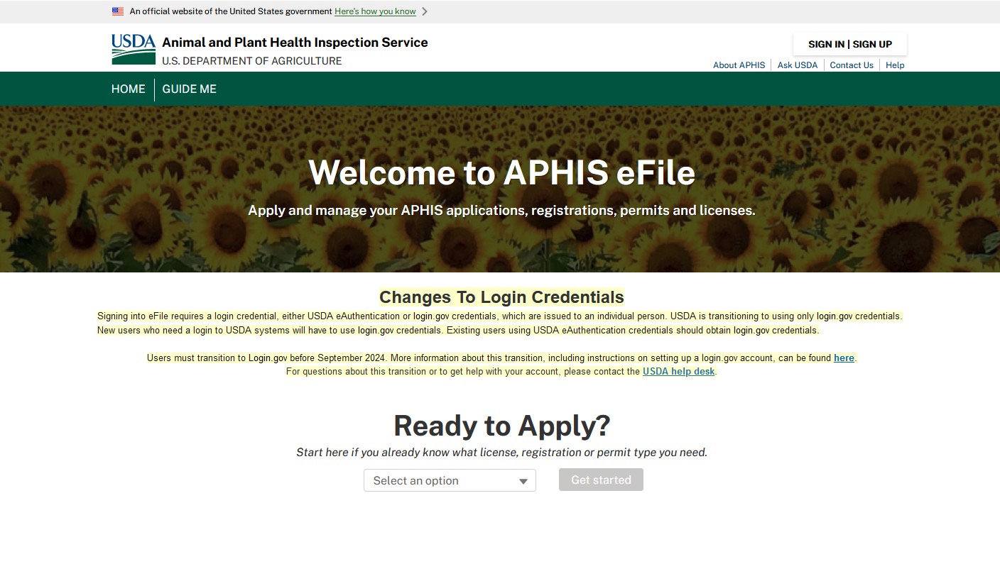 An official website of the United States government Here's how you know
USDA
Animal and Plant Health Inspection Service
U.S. DEPARTMENT OF AGRICULTURE
SIGN IN | SIGN UP
About APHIS
Ask USDA
Contact Us
Help
HOME
GUIDE ME
Welcome to APHIS eFile
Apply and manage your APHIS applications, registrations, permits and licenses.
Changes To Login Credentials
Signing into eFile requires a login credential, either USDA eAuthentication or login.gov credentials, which are issued to an individual person. USDA is transitioning to using only login.gov credentials.
New users who need a login to USDA systems will have to use login.gov credentials. Existing users using USDA eAuthentication credentials should obtain login.gov credentials.
Users must transition to Login.gov before September 2024. More information about this transition, including instructions on setting up a login.gov account, can be found here.
For questions about this transition or to get help with your account, please contact the USDA help desk.
Ready to Apply?
Start here if you already know what license, registration or permit type you need.
Select an option
Get started